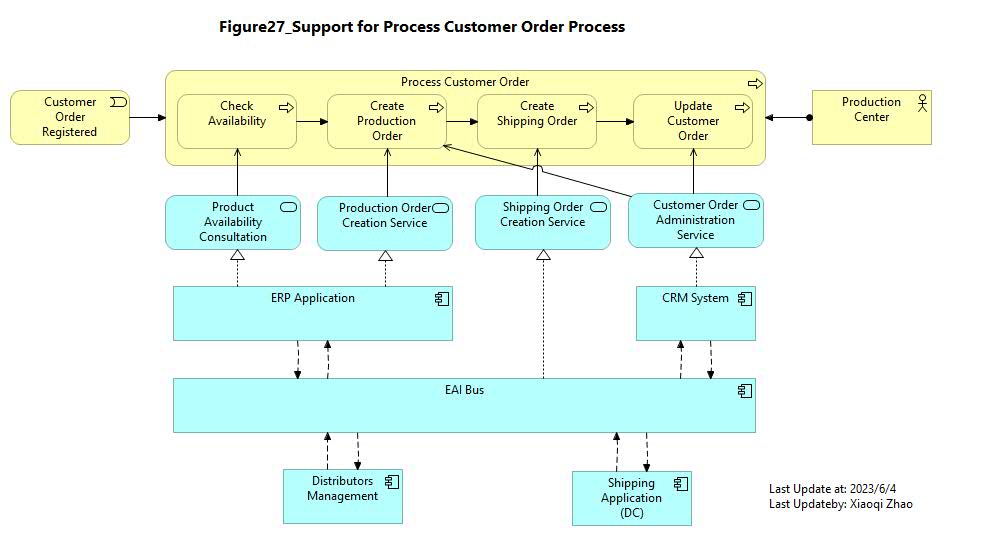 Figure27_Support for Process Customer Order Process
Process Customer Order
Customer
Order
Registered
Check
Availability
Create
Production
Order
Create
Shipping Order
Update
Customer
Order
Production
Center
Product
Availability
Consultation
Production Order
Creation Service
Shipping Order
Creation Service
Customer Order
Administration
Service
ERP Application
CRM System
EAI Bus
Distributors
Management
Shipping
Application
(DC)
Last Update at: 2023/6/4
Last Updateby: Xiaoqi Zhao